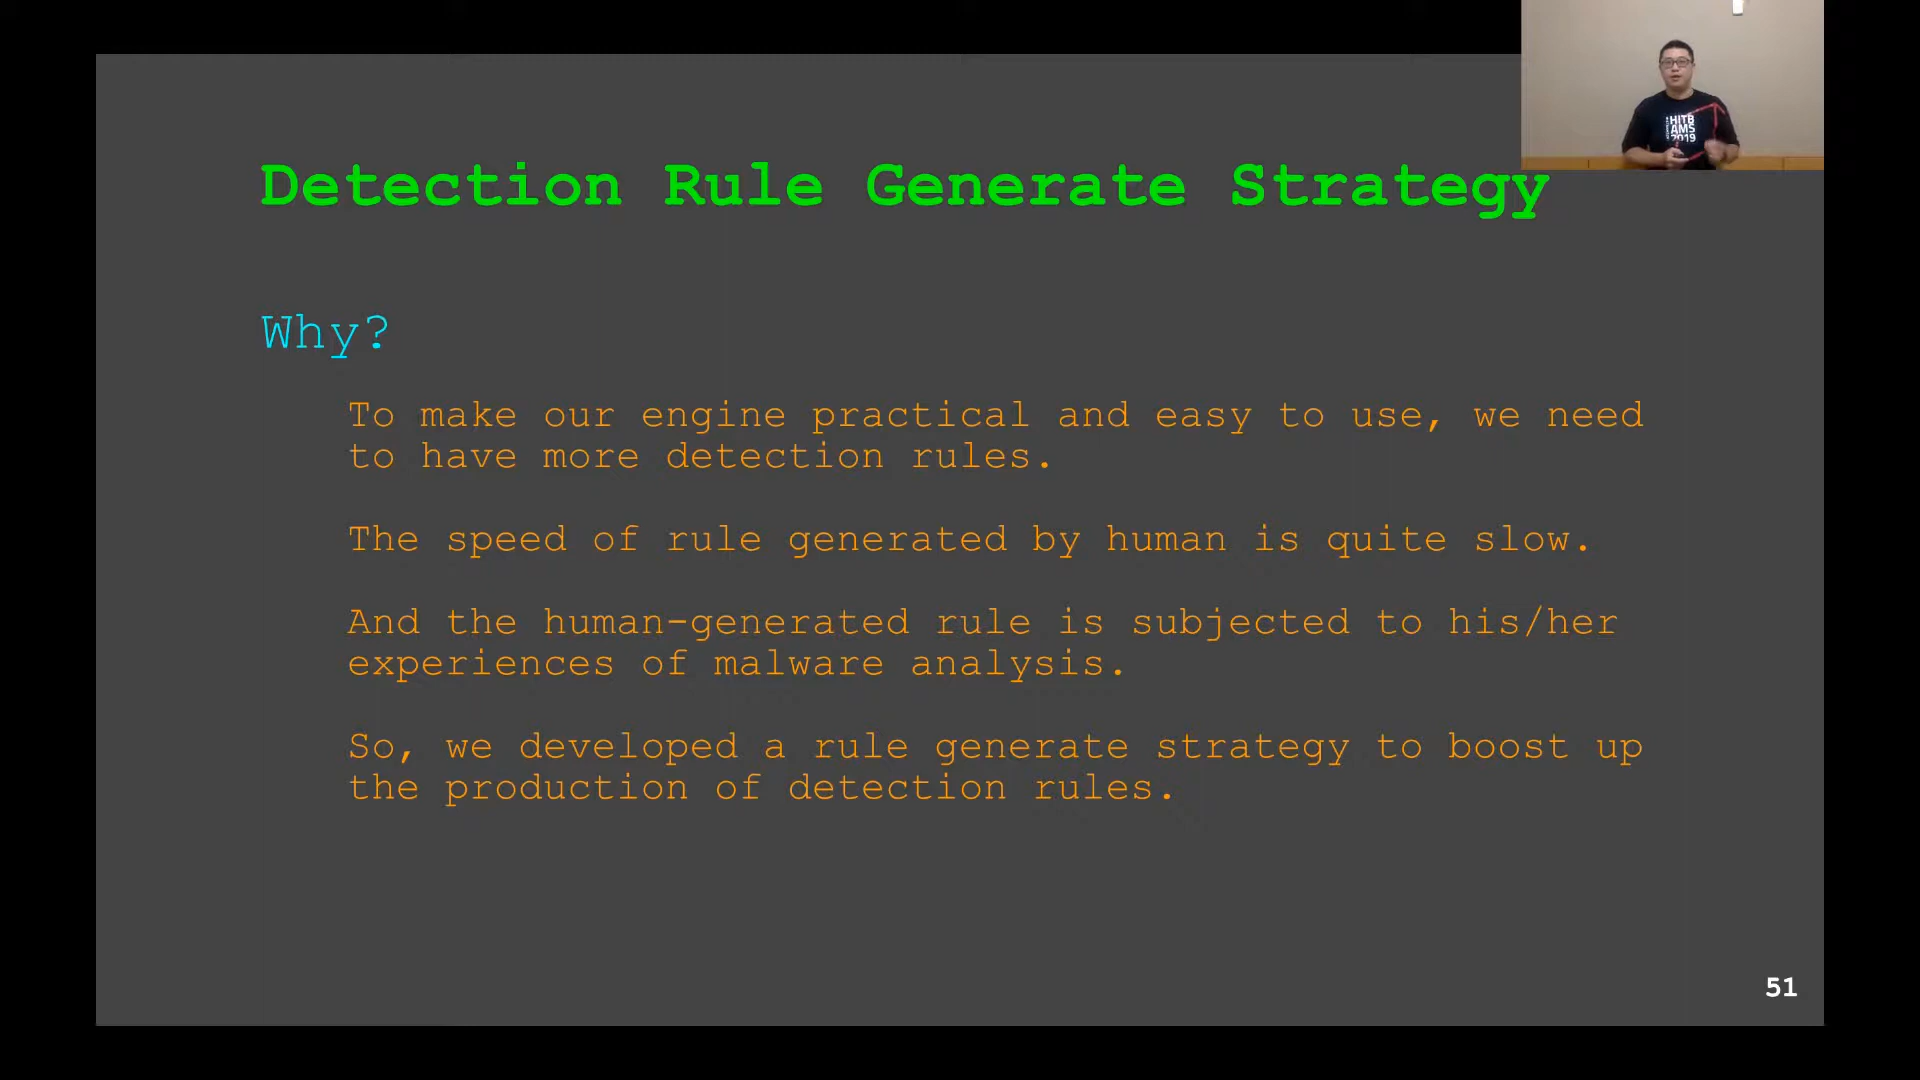 Detection Rule Generate Strategy
HITB
AMS
2019
Why?
To make our engine practical and easy to use, we need
to have more detection rules.
The speed of rule generated by human is quite slow.
And the human-generated rule is subjected to his/her
experiences of malware analysis.
So, we developed a rule generate strategy to boost up
the production of detection rules.
51